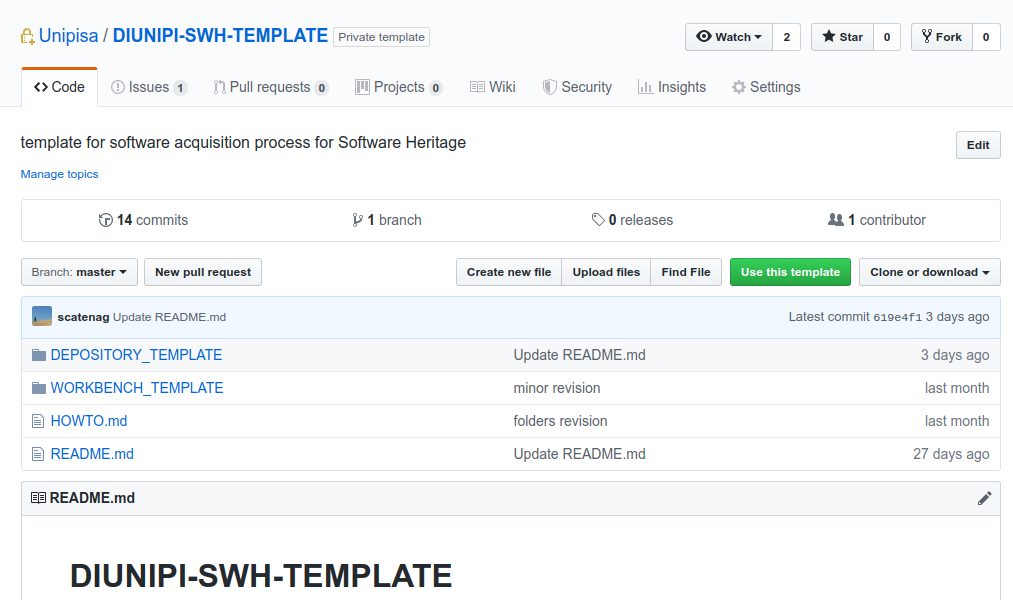 Unipisa / DIUNIPI-SWH-TEMPLATE Private template Watch 2 Star 0 Fork 0
Code Issues 1 Pull requests 0 Projects 0 Wiki Security Insights Settings
template for software acquisition process for Software Heritage Edit
Manage topics
14 commits 1 branch 0 releases 1 contributor
Branch: master New pull request Create new file Upload files Find File Use this template Clone or download
scatenag Update README.md Latest commit 619e4f1 3 days ago
DEPOSITORY_TEMPLATE Update README.md 3 days ago
WORKBENCH_TEMPLATE minor revision last month
HOWTO.md folders revision last month
README.md Update README.md 27 days ago
README.md
DIUNIPI-SWH-TEMPLATE